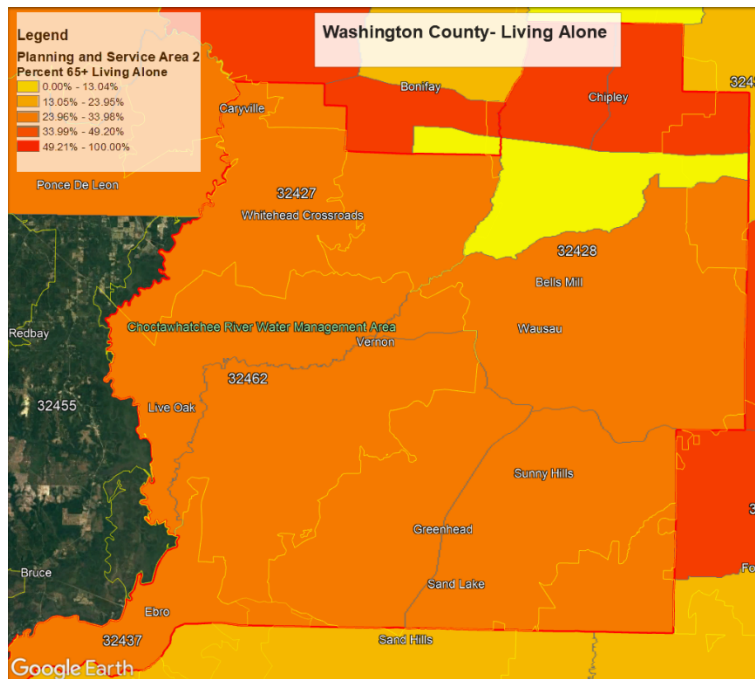 Washington County- Living Alone
Legend
Planning and Service Area 2
Percent 65+ Living Alone
0.00% - 13.04%
13.05% - 23.95%
23.96% - 33.98%
33.99% - 49.20%
49.21% - 100.00%
Bonifay
Chipley
Caryville
Ponce De Leon
32427
Whitehead Crossroads
32428
Bells Mill
Choctawhatchee River Water Management Area
Wausau
Redbay
Vernon
32462
32455
Live Oak
Sunny Hills
Greenhead
Bruce
Sand Lake
Ebro
32437
Sand Hills
Google Earth